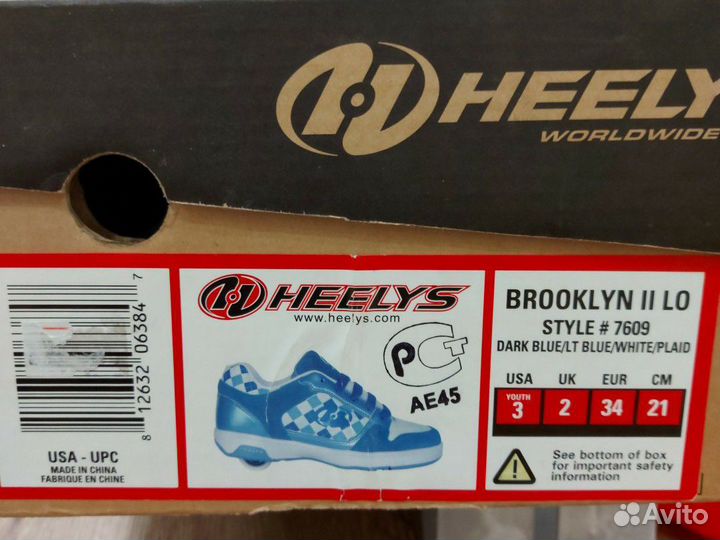 HEELY
WORLDWIDE
8 12632 06384 7
USA - UPC
MADE IN CHINA
FABRIQUE EN CHINE
HEELYS
www.heelys.com
РСТ
AE45
BROOKLYN II LO
STYLE # 7609
DARK BLUE/LT BLUE/WHITE/PLAID
USA UK EUR CM
YOUTH
3 2 34 21
See bottom of box
for important safety
information
Avito